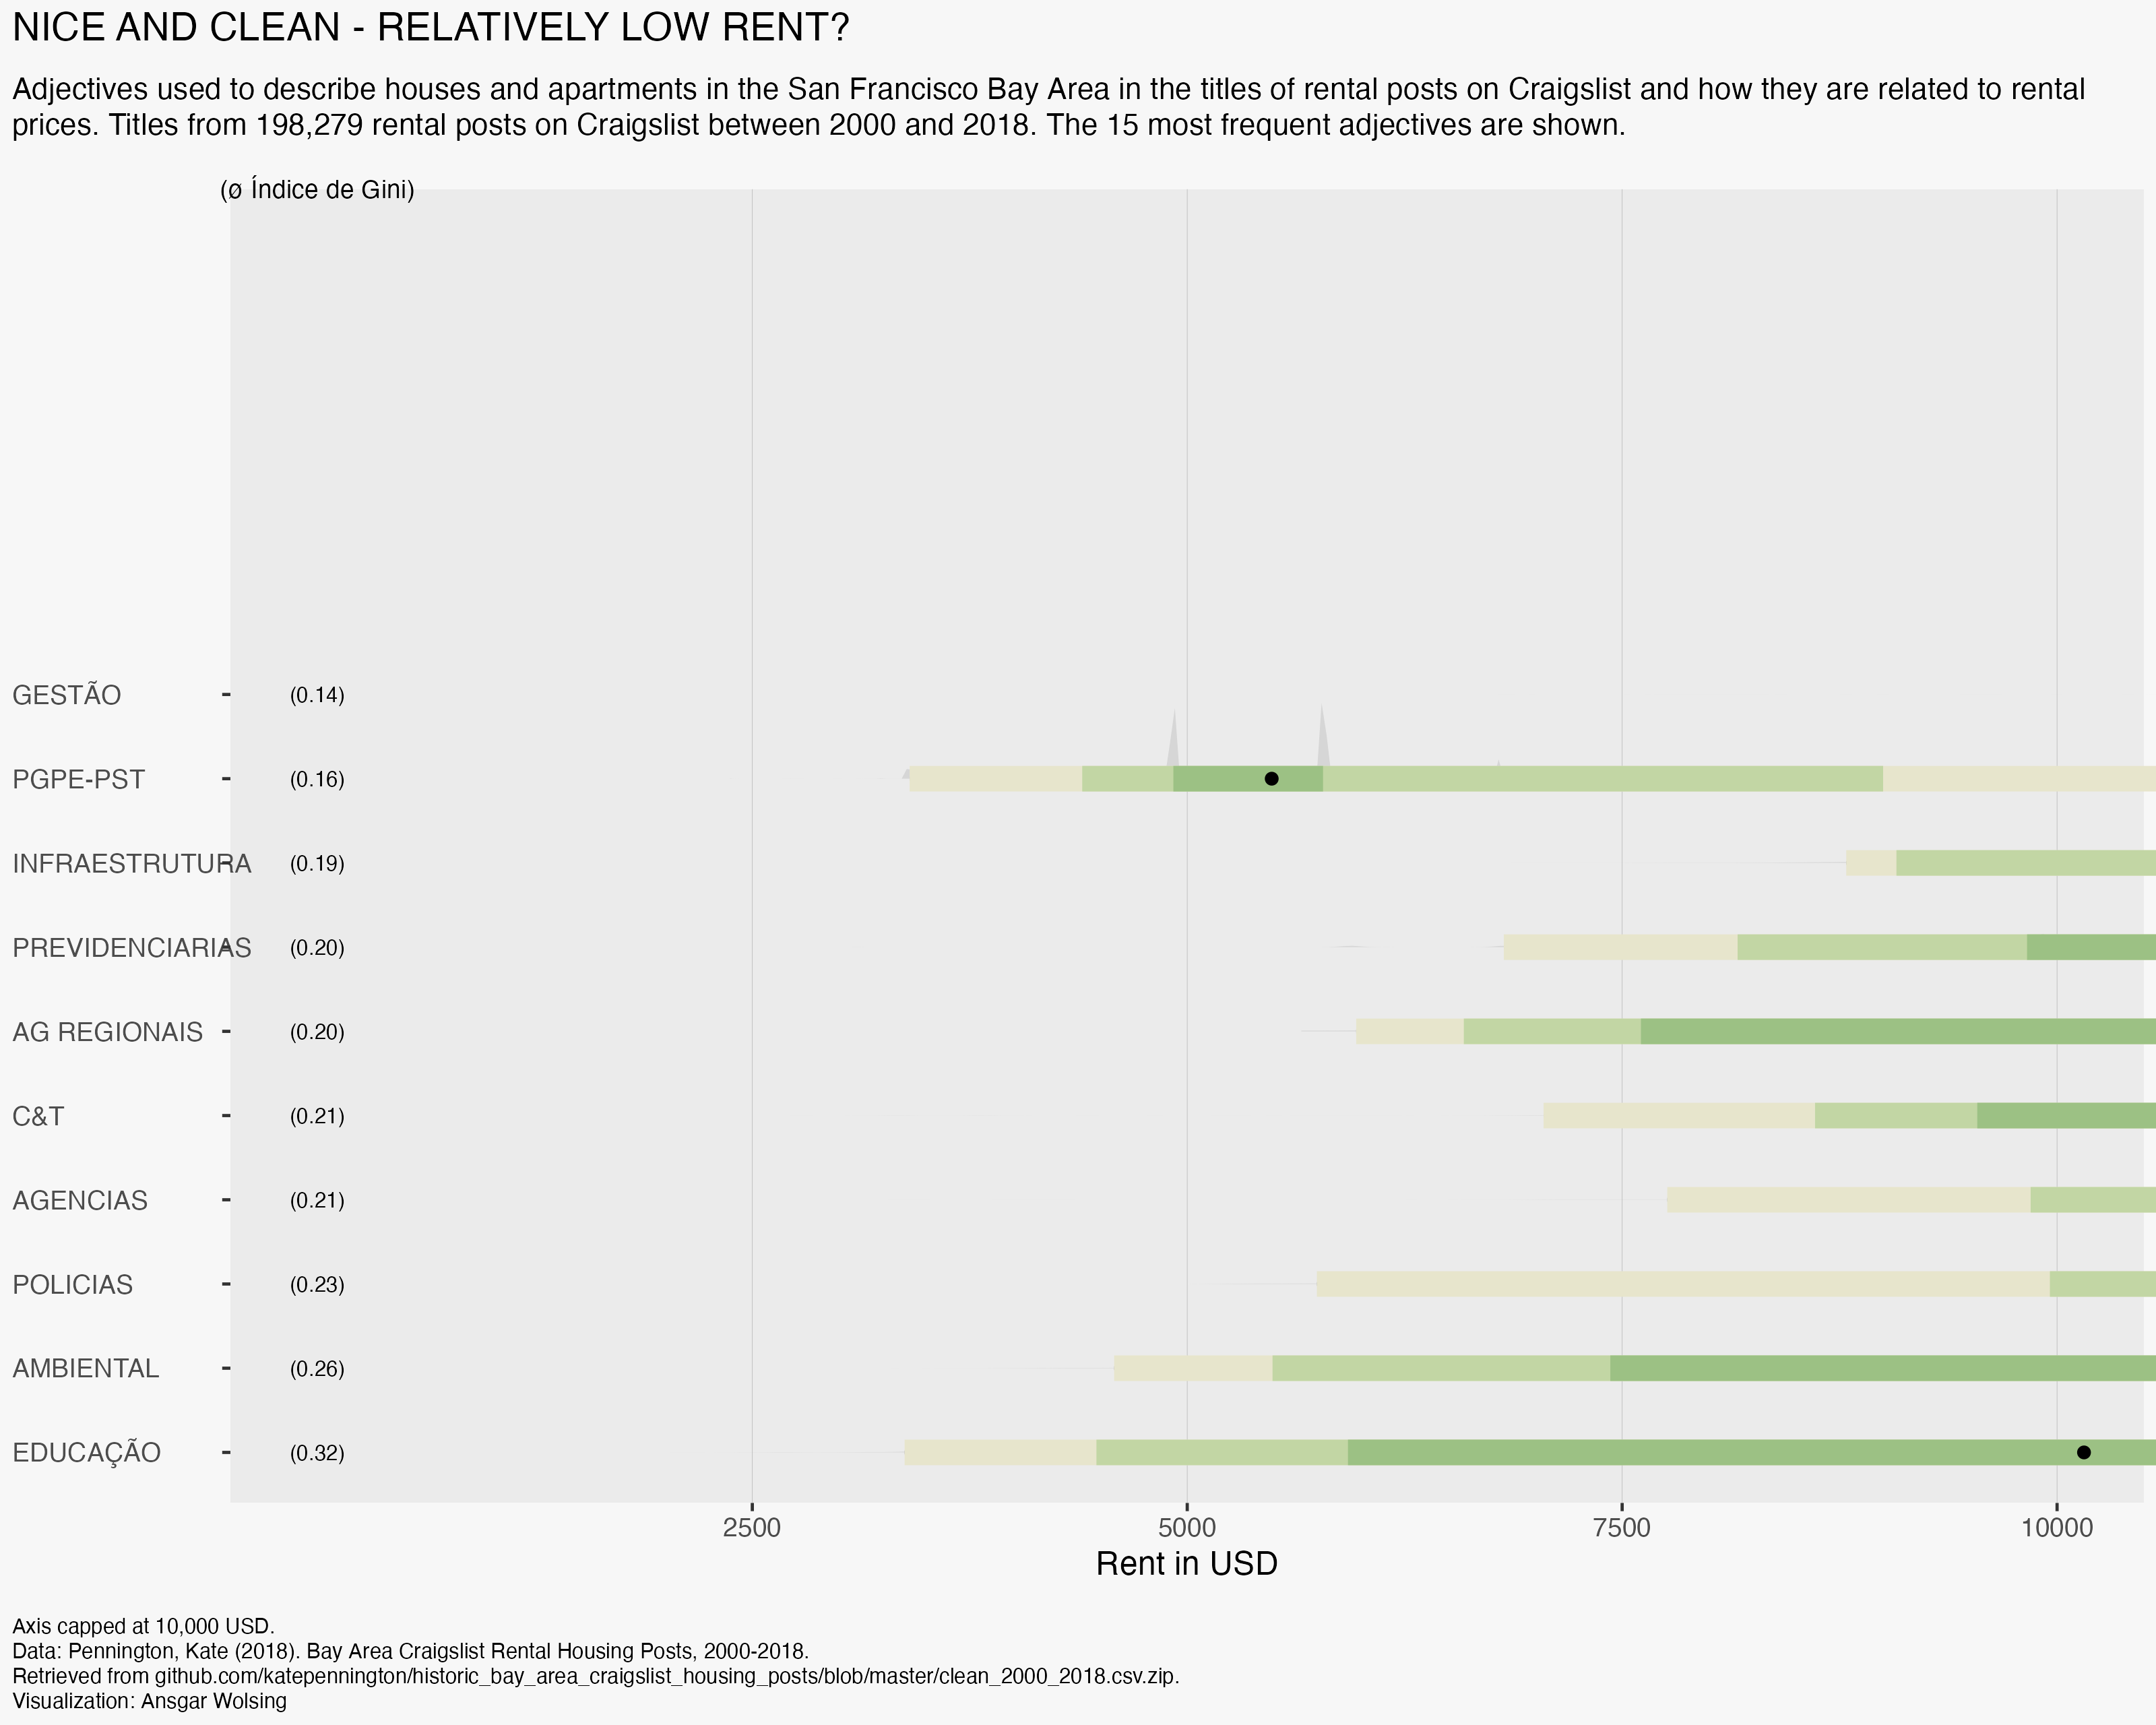 NICE AND CLEAN - RELATIVELY LOW RENT?
Adjectives used to describe houses and apartments in the San Francisco Bay Area in the titles of rental posts on Craigslist and how they are related to rental
prices. Titles from 198,279 rental posts on Craigslist between 2000 and 2018. The 15 most frequent adjectives are shown.
(ø Índice de Gini)
GESTÃO (0.14)
PGPE-PST (0.16)
INFRAESTRUTURA (0.19)
PREVIDENCIARIAS (0.20)
AG REGIONAIS (0.20)
C&T (0.21)
AGENCIAS (0.21)
POLICIAS (0.23)
AMBIENTAL (0.26)
EDUCAÇÃO (0.32)
2500 5000 7500 10000
Rent in USD
Axis capped at 10,000 USD.
Data: Pennington, Kate (2018). Bay Area Craigslist Rental Housing Posts, 2000-2018.
Retrieved from github.com/katepennington/historic_bay_area_craigslist_housing_posts/blob/master/clean_2000_2018.csv.zip.
Visualization: Ansgar Wolsing